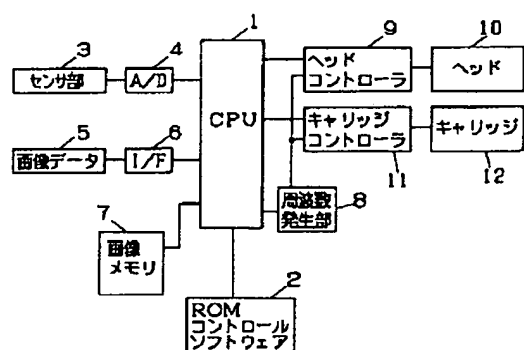 1
CPU
3
センサ部
4
A/D
5
画像データ
6
I/F
7
画像
メモリ
2
ROM
コントロール
ソフトウェア
8
周波数
発生部
9
ヘッド
コントローラ
10
ヘッド
11
キャリッジ
コントローラ
12
キャリッジ